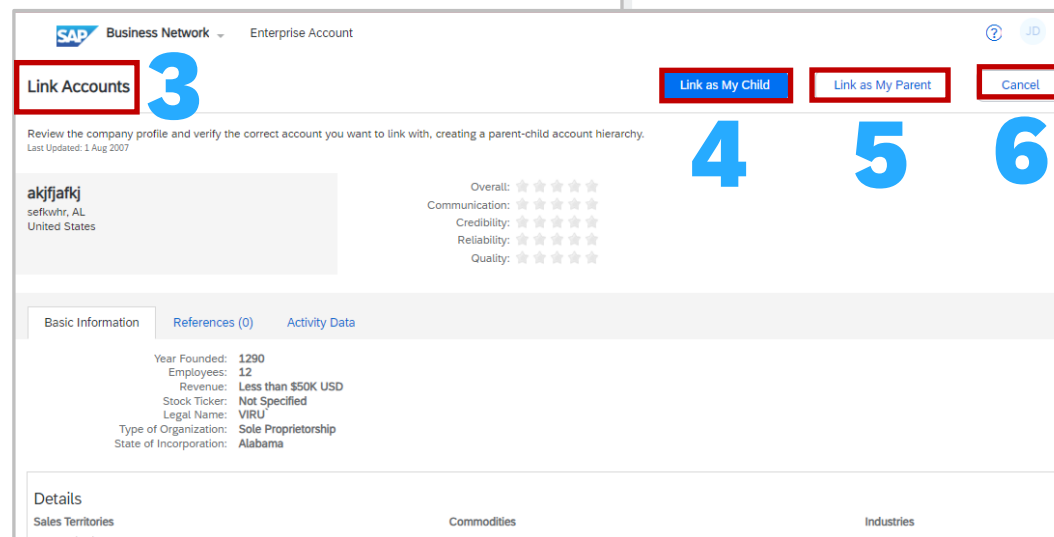 SAP Business Network Enterprise Account ? JD
Link Accounts 3 Link as My Child Link as My Parent Cancel
4 5 6
Review the company profile and verify the correct account you want to link with, creating a parent-child account hierarchy.
Last Updated: 1 Aug 2007
akjfjafkj
sefkwhr, AL
United States
Overall:
Communication:
Credibility:
Reliability:
Quality:
Basic Information References (0) Activity Data
Year Founded: 1290
Employees: 12
Revenue: Less than $50K USD
Stock Ticker: Not Specified
Legal Name: VIRU
Type of Organization: Sole Proprietorship
State of Incorporation: Alabama
Details
Sales Territories Commodities Industries